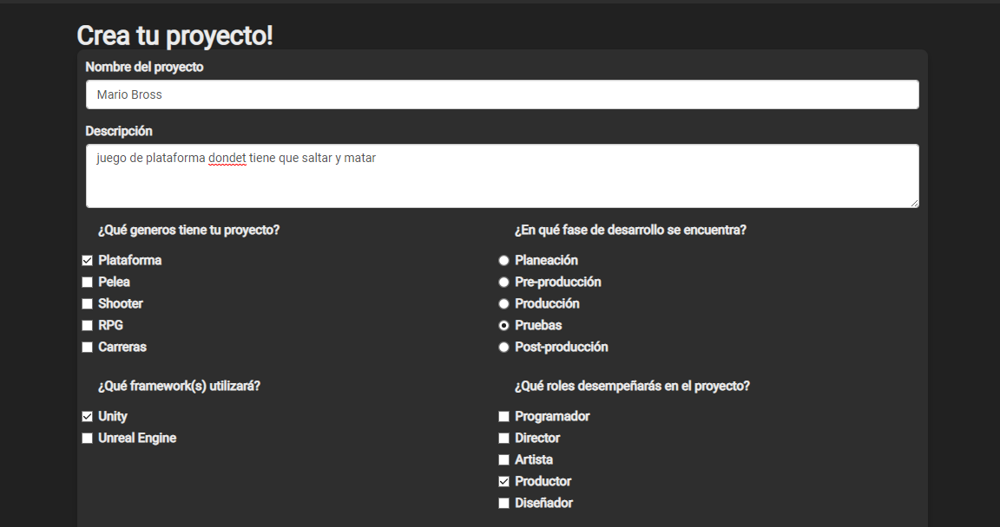 Crea tu proyecto!
Nombre del proyecto
Mario Bross
Descripción
juego de plataforma dondet tiene que saltar y matar
¿Qué generos tiene tu proyecto?
Plataforma
Pelea
Shooter
RPG
Carreras
¿En qué fase de desarrollo se encuentra?
Planeación
Pre-producción
Producción
Pruebas
Post-producción
¿Qué framework(s) utilizará?
Unity
Unreal Engine
¿Qué roles desempeñarás en el proyecto?
Programador
Director
Artista
Productor
Diseñador